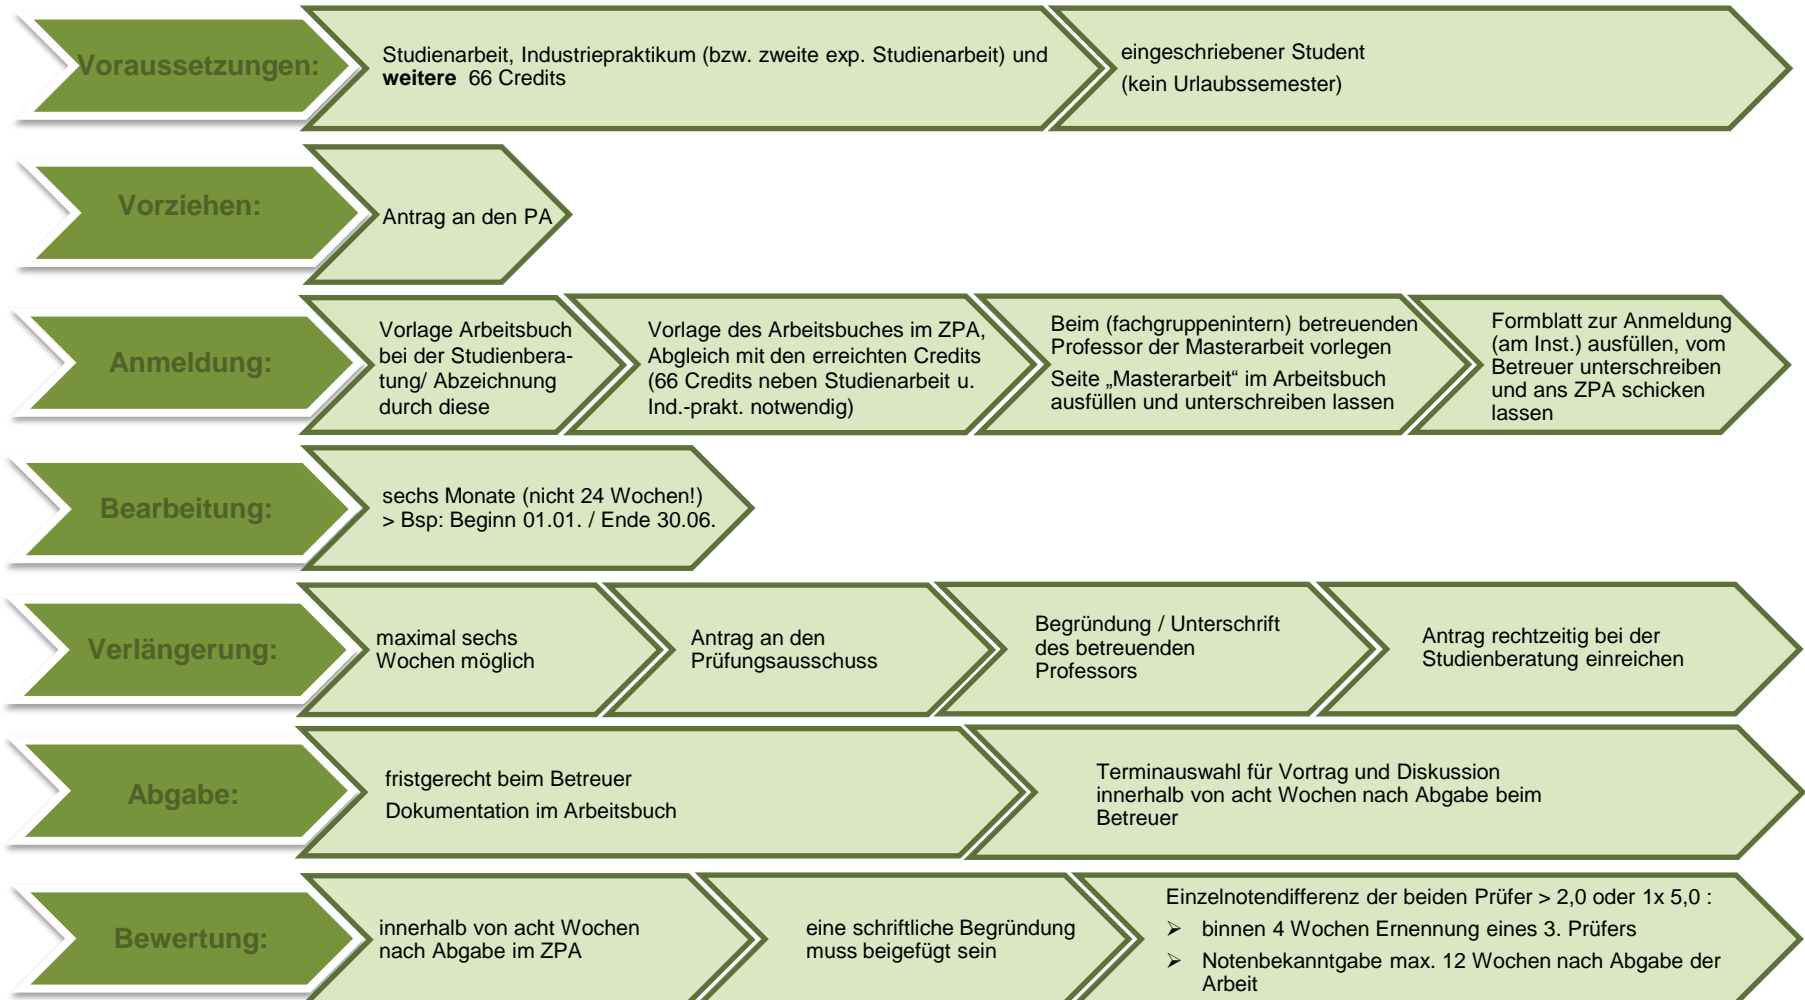 Voraussetzungen:
Studienarbeit, Industriepraktikum (bzw. zweite exp. Studienarbeit) und
weitere 66 Credits
eingeschriebener Student
(kein Urlaubssemester)
Vorziehen:
Antrag an den PA
Anmeldung:
Vorlage Arbeitsbuch
bei der Studienbera-
tung/ Abzeichnung
durch diese
Vorlage des Arbeitsbuches im ZPA,
Abgleich mit den erreichten Credits
(66 Credits neben Studienarbeit u.
Ind.-prakt. notwendig)
Beim (fachgruppenintern) betreuenden
Professor der Masterarbeit vorlegen
Seite „Masterarbeit“ im Arbeitsbuch
ausfüllen und unterschreiben lassen
Formblatt zur Anmeldung
(am Inst.) ausfüllen, vom
Betreuer unterschreiben
und ans ZPA schicken
lassen
Bearbeitung:
sechs Monate (nicht 24 Wochen!)
> Bsp: Beginn 01.01. / Ende 30.06.
Verlängerung:
maximal sechs
Wochen möglich
Antrag an den
Prüfungsausschuss
Begründung / Unterschrift
des betreuenden
Professors
Antrag rechtzeitig bei der
Studienberatung einreichen
Abgabe:
fristgerecht beim Betreuer
Dokumentation im Arbeitsbuch
Terminauswahl für Vortrag und Diskussion
innerhalb von acht Wochen nach Abgabe beim
Betreuer
Bewertung:
innerhalb von acht Wochen
nach Abgabe im ZPA
eine schriftliche Begründung
muss beigefügt sein
Einzelnotendifferenz der beiden Prüfer > 2,0 oder 1x 5,0 :
➢ binnen 4 Wochen Ernennung eines 3. Prüfers
➢ Notenbekanntgabe max. 12 Wochen nach Abgabe der
Arbeit